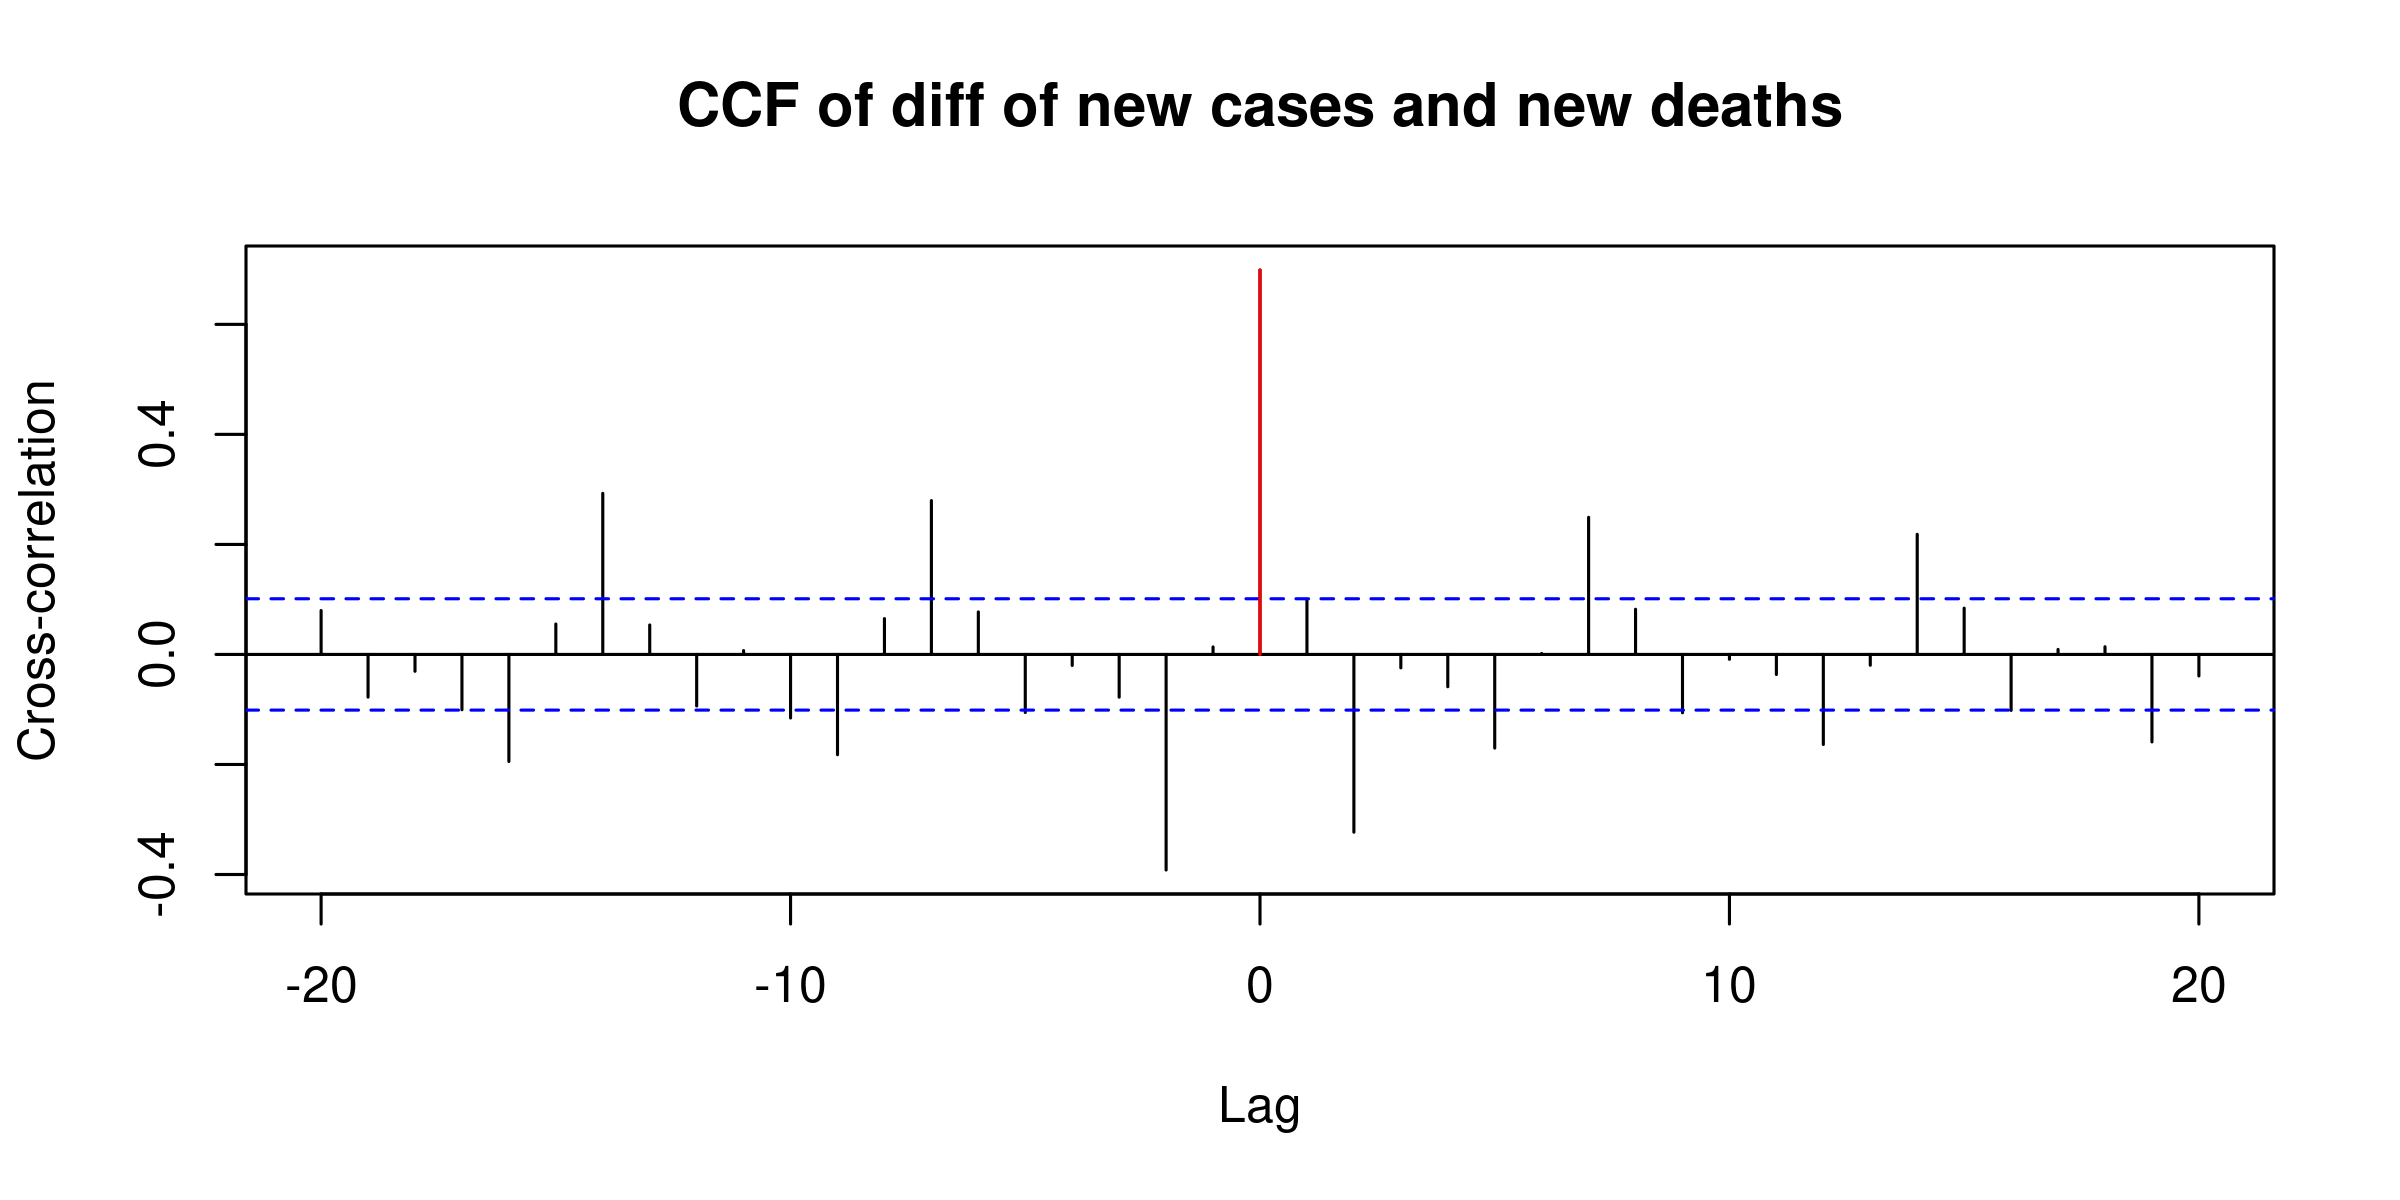 CCF of diff of new cases and new deaths
Cross-correlation
0.4
0.0
-0.4
-20 -10 0 10 20
Lag